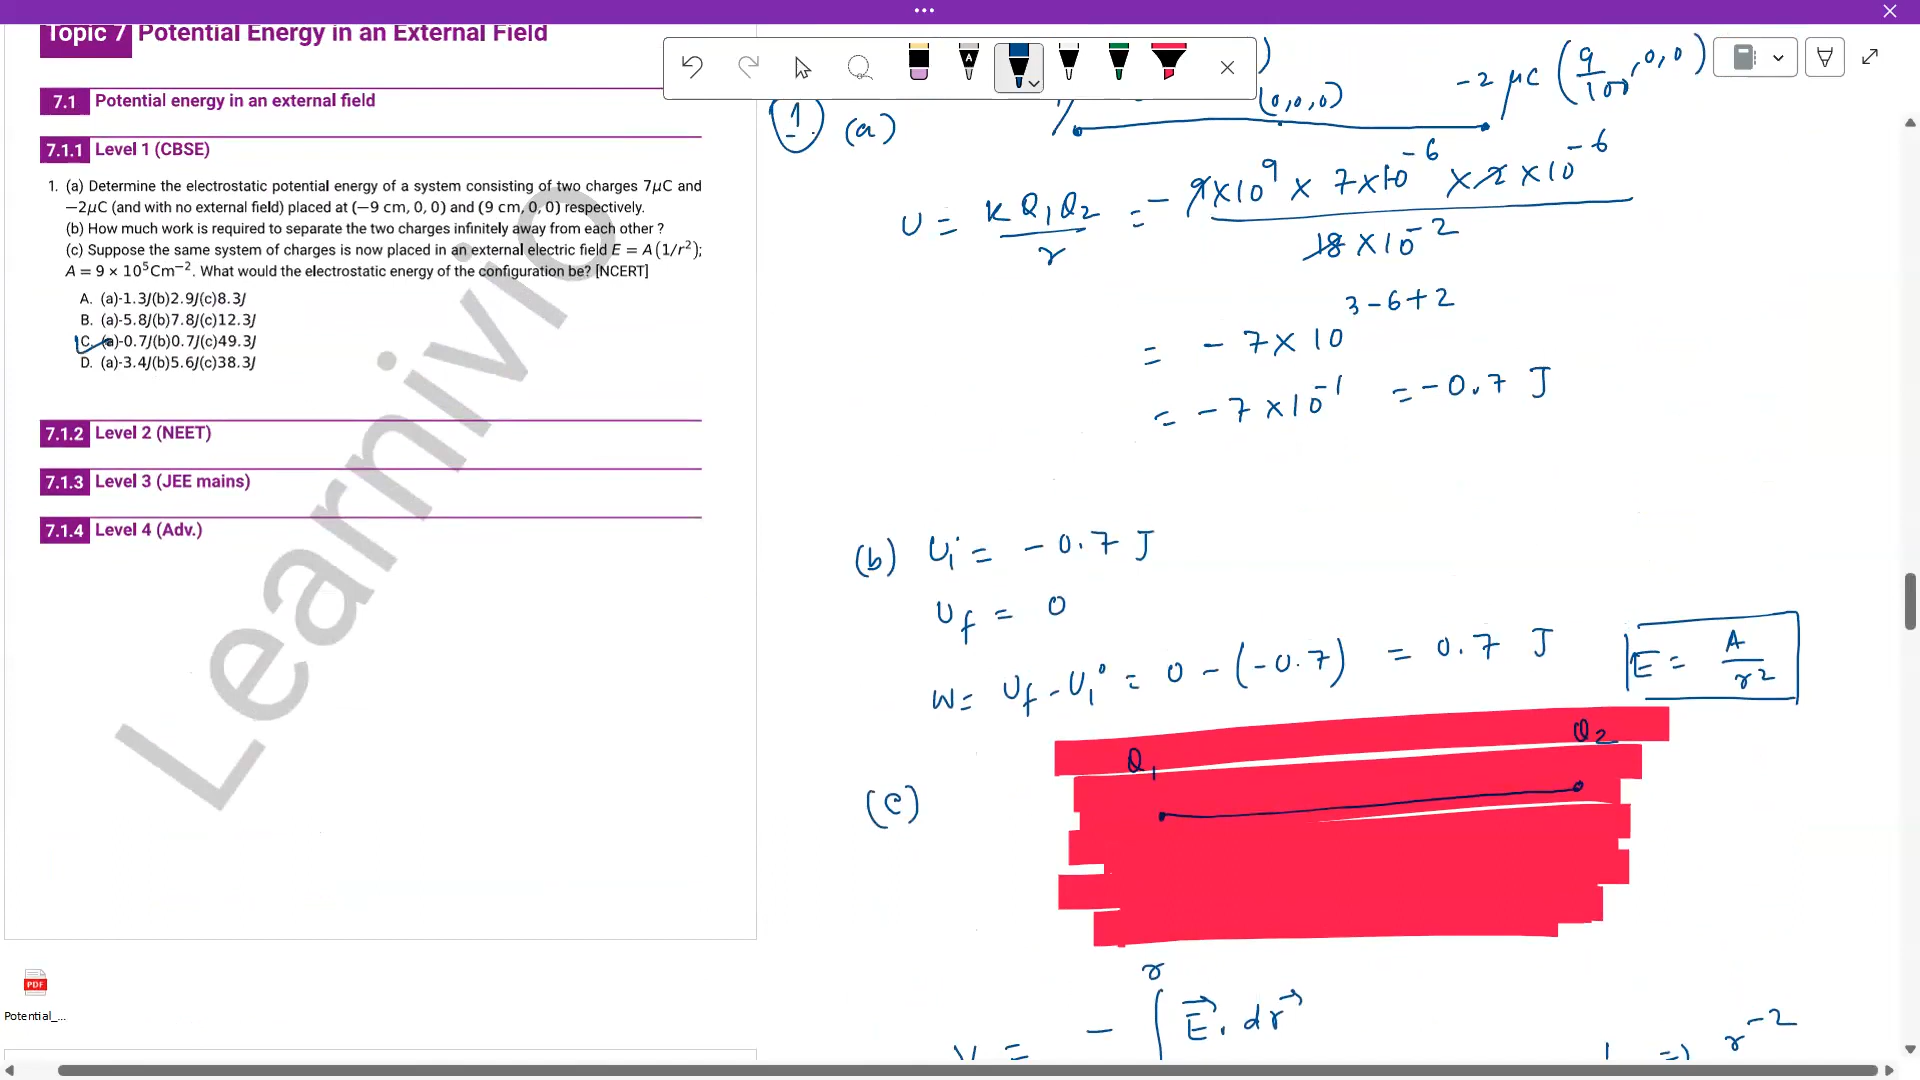 Topic 7 Potential Energy in an External Field
7.1 Potential energy in an external field
7.1.1 Level 1 (CBSE)
1. (a) Determine the electrostatic potential energy of a system consisting of two charges 7μC and
−2μC (and with no external field) placed at (−9 cm, 0, 0) and (9 cm, 0, 0) respectively.
(b) How much work is required to separate the two charges infinitely away from each other ?
(c) Suppose the same system of charges is now placed in an external electric field E = A(1/r²);
A = 9 × 10⁵Cm⁻². What would the electrostatic energy of the configuration be? [NCERT]
A. (a)-1.3J(b)2.9J(c)8.3J
B. (a)-5.8J(b)7.8J(c)12.3J
C. (a)-0.7J(b)0.7J(c)49.3J
D. (a)-3.4J(b)5.6J(c)38.3J
7.1.2 Level 2 (NEET)
7.1.3 Level 3 (JEE mains)
7.1.4 Level 4 (Adv.)
Learnivio
PDF
Potential_...
A
(0,0,0)
-2 μC (9/100, 0, 0)
1 (a)
U = KQ₁Q₂/r = - 9×10⁹ × 7×10⁻⁶ × 2 × 10⁻⁶ / 18 × 10⁻²
= - 7 × 10³⁻⁶⁺²
= - 7 × 10⁻¹ = - 0.7 J
(b) Ui = - 0.7 J
Uf = 0
W = Uf - Ui = 0 - (-0.7) = 0.7 J
E = A/r²
Q₁ Q₂
(c)
V = - ∫ʳ E⃗. dr⃗
r⁻²